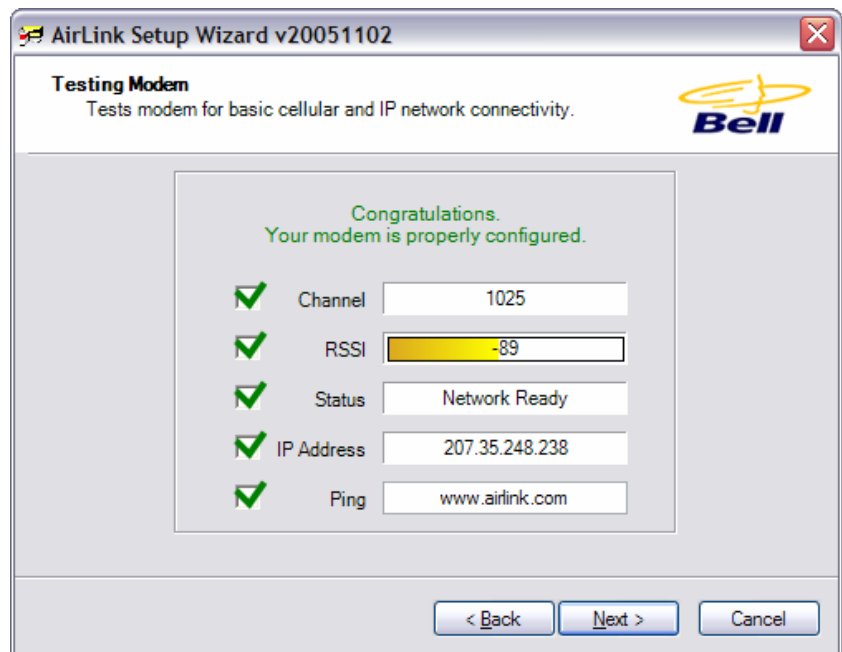 AirLink Setup Wizard v20051102
Testing Modem
Tests modem for basic cellular and IP network connectivity.
Bell
Congratulations.
Your modem is properly configured.
Channel 1025
RSSI -89
Status Network Ready
IP Address 207.35.248.238
Ping www.airlink.com
< Back Next > Cancel